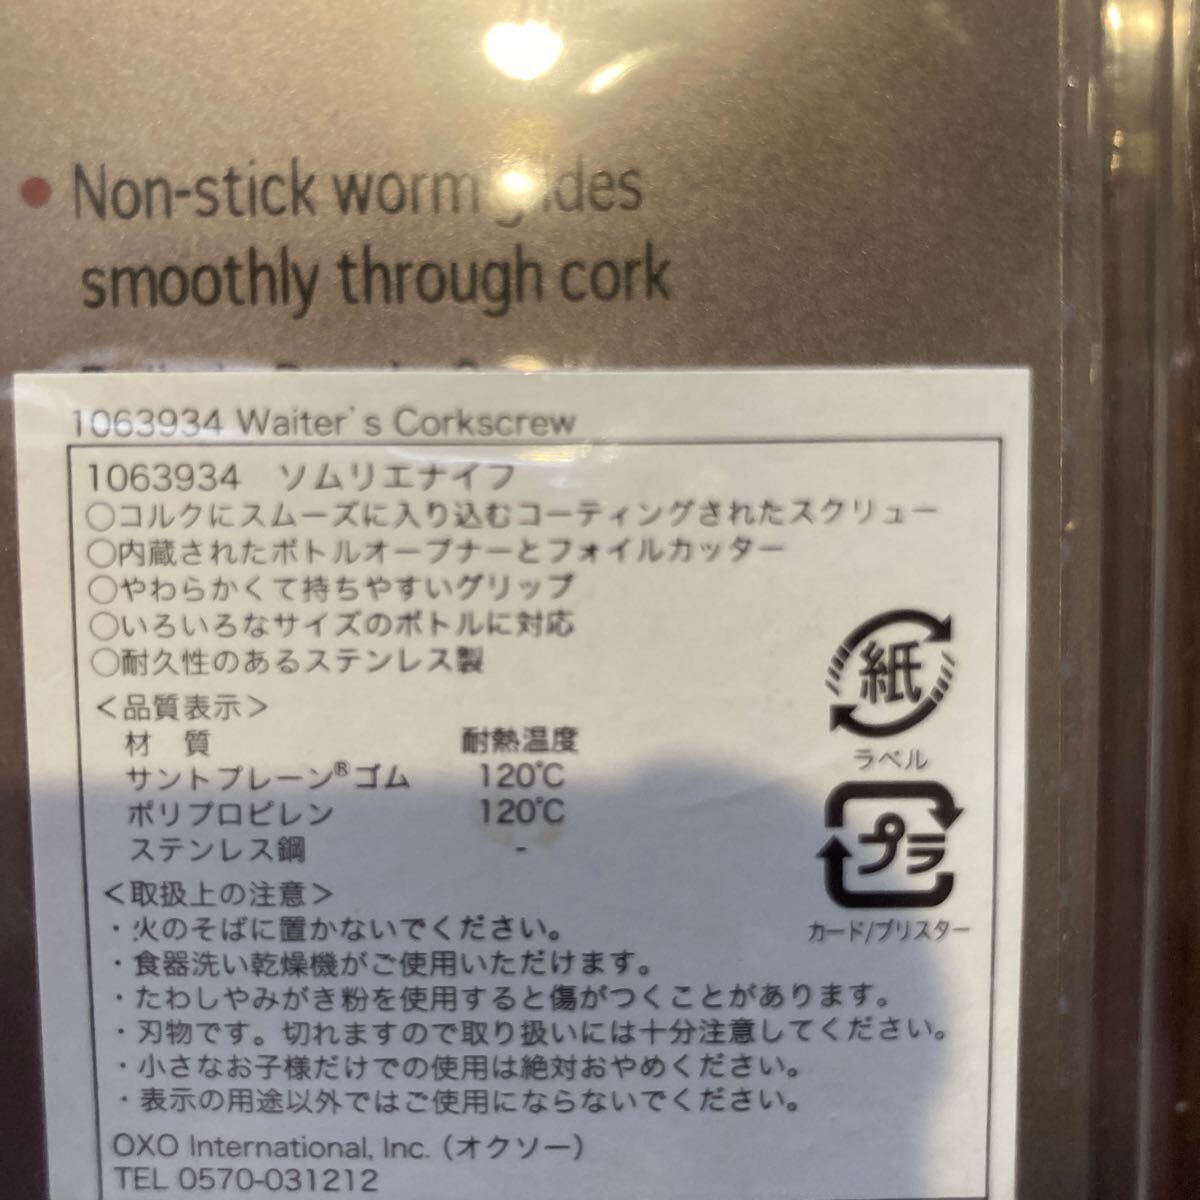 • Non-stick worm glides
smoothly through cork
1063934 Waiter's Corkscrew
1063934 ソムリエナイフ
○コルクにスムーズに入り込むコーティングされたスクリュー
○内蔵されたボトルオープナーとフォイルカッター
○やわらかくて持ちやすいグリップ
○いろいろなサイズのボトルに対応
○耐久性のあるステンレス製
＜品質表示＞
材　質　耐熱温度
サントプレーン®ゴム　120℃
ポリプロピレン　120℃
ステンレス鋼　-
紙
ラベル
プラ
カード/ブリスター
＜取扱上の注意＞
・火のそばに置かないでください。
・食器洗い乾燥機がご使用いただけます。
・たわしやみがき粉を使用すると傷がつくことがあります。
・刃物です。切れますので取り扱いには十分注意してください。
・小さなお子様だけでの使用は絶対おやめください。
・表示の用途以外ではご使用にならないでください。
OXO International, Inc. (オクソー)
TEL 0570-031212